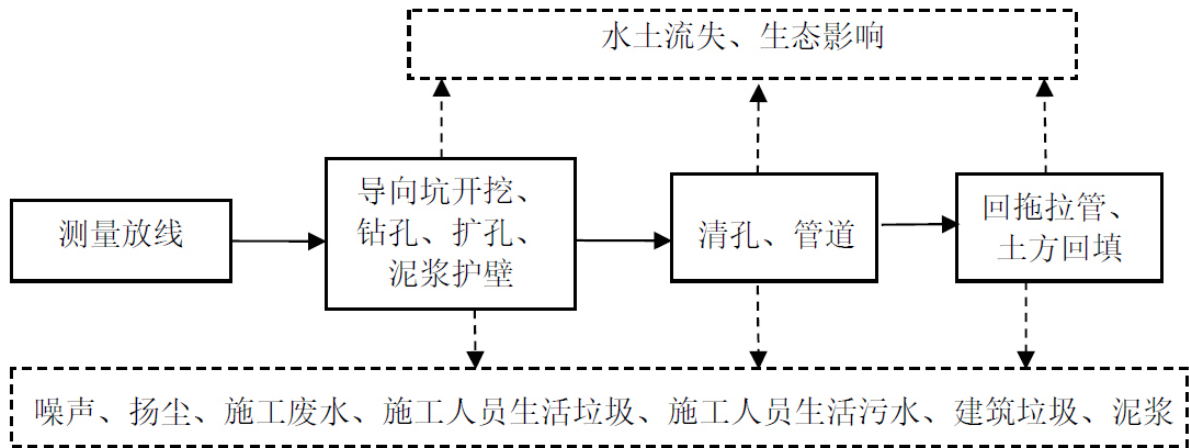 水土流失、生态影响
测量放线
导向坑开挖、
钻孔、扩孔、
泥浆护壁
清孔、管道
回拖拉管、
土方回填
噪声、扬尘、施工废水、施工人员生活垃圾、施工人员生活污水、建筑垃圾、泥浆